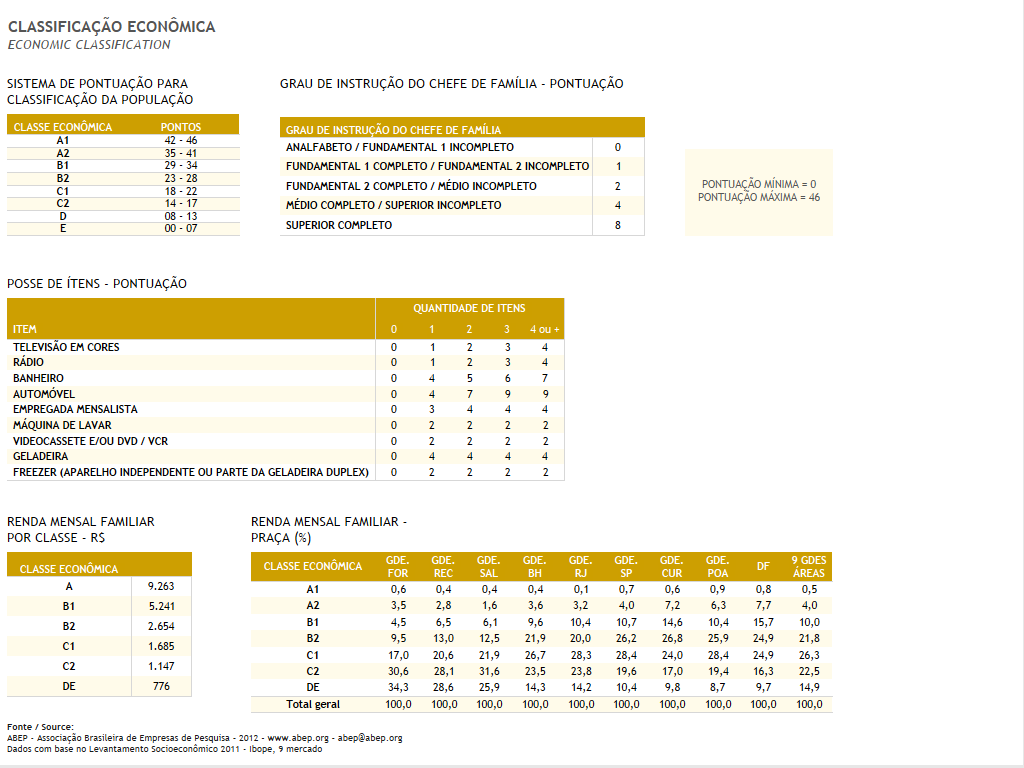 CLASSIFICAÇÃO ECONÔMICA
ECONOMIC CLASSIFICATION
SISTEMA DE PONTUAÇÃO PARA
CLASSIFICAÇÃO DA POPULAÇÃO
CLASSE ECONÔMICA PONTOS
A1 42 - 46
A2 35 - 41
B1 29 - 34
B2 23 - 28
C1 18 - 22
C2 14 - 17
D 08 - 13
E 00 - 07
GRAU DE INSTRUÇÃO DO CHEFE DE FAMÍLIA - PONTUAÇÃO
GRAU DE INSTRUÇÃO DO CHEFE DE FAMÍLIA
ANALFABETO / FUNDAMENTAL 1 INCOMPLETO 0
FUNDAMENTAL 1 COMPLETO / FUNDAMENTAL 2 INCOMPLETO 1
FUNDAMENTAL 2 COMPLETO / MÉDIO INCOMPLETO 2
MÉDIO COMPLETO / SUPERIOR INCOMPLETO 4
SUPERIOR COMPLETO 8
PONTUAÇÃO MÍNIMA = 0
PONTUAÇÃO MÁXIMA = 46
POSSE DE ÍTENS - PONTUAÇÃO
QUANTIDADE DE ITENS
ITEM 0 1 2 3 4 ou +
TELEVISÃO EM CORES 0 1 2 3 4
RÁDIO 0 1 2 3 4
BANHEIRO 0 4 5 6 7
AUTOMÓVEL 0 4 7 9 9
EMPREGADA MENSALISTA 0 3 4 4 4
MÁQUINA DE LAVAR 0 2 2 2 2
VIDEOCASSETE E/OU DVD / VCR 0 2 2 2 2
GELADEIRA 0 4 4 4 4
FREEZER (APARELHO INDEPENDENTE OU PARTE DA GELADEIRA DUPLEX) 0 2 2 2 2
RENDA MENSAL FAMILIAR
POR CLASSE - R$
CLASSE ECONÔMICA
A 9.263
B1 5.241
B2 2.654
C1 1.685
C2 1.147
DE 776
RENDA MENSAL FAMILIAR -
PRAÇA (%)
CLASSE ECONÔMICA GDE. FOR GDE. REC GDE. SAL GDE. BH GDE. RJ GDE. SP GDE. CUR GDE. POA DF 9 GDES ÁREAS
A1 0,6 0,4 0,4 0,4 0,1 0,7 0,6 0,9 0,8 0,5
A2 3,5 2,8 1,6 3,6 3,2 4,0 7,2 6,3 7,7 4,0
B1 4,5 6,5 6,1 9,6 10,4 10,7 14,6 10,4 15,7 10,0
B2 9,5 13,0 12,5 21,9 20,0 26,2 26,8 25,9 24,9 21,8
C1 17,0 20,6 21,9 26,7 28,3 28,4 24,0 28,4 24,9 26,3
C2 30,6 28,1 31,6 23,5 23,8 19,6 17,0 19,4 16,3 22,5
DE 34,3 28,6 25,9 14,3 14,2 10,4 9,8 8,7 9,7 14,9
Total geral 100,0 100,0 100,0 100,0 100,0 100,0 100,0 100,0 100,0 100,0
Fonte / Source:
ABEP - Associação Brasileira de Empresas de Pesquisa - 2012 - www.abep.org - abep@abep.org
Dados com base no Levantamento Socioeconômico 2011 - Ibope, 9 mercado